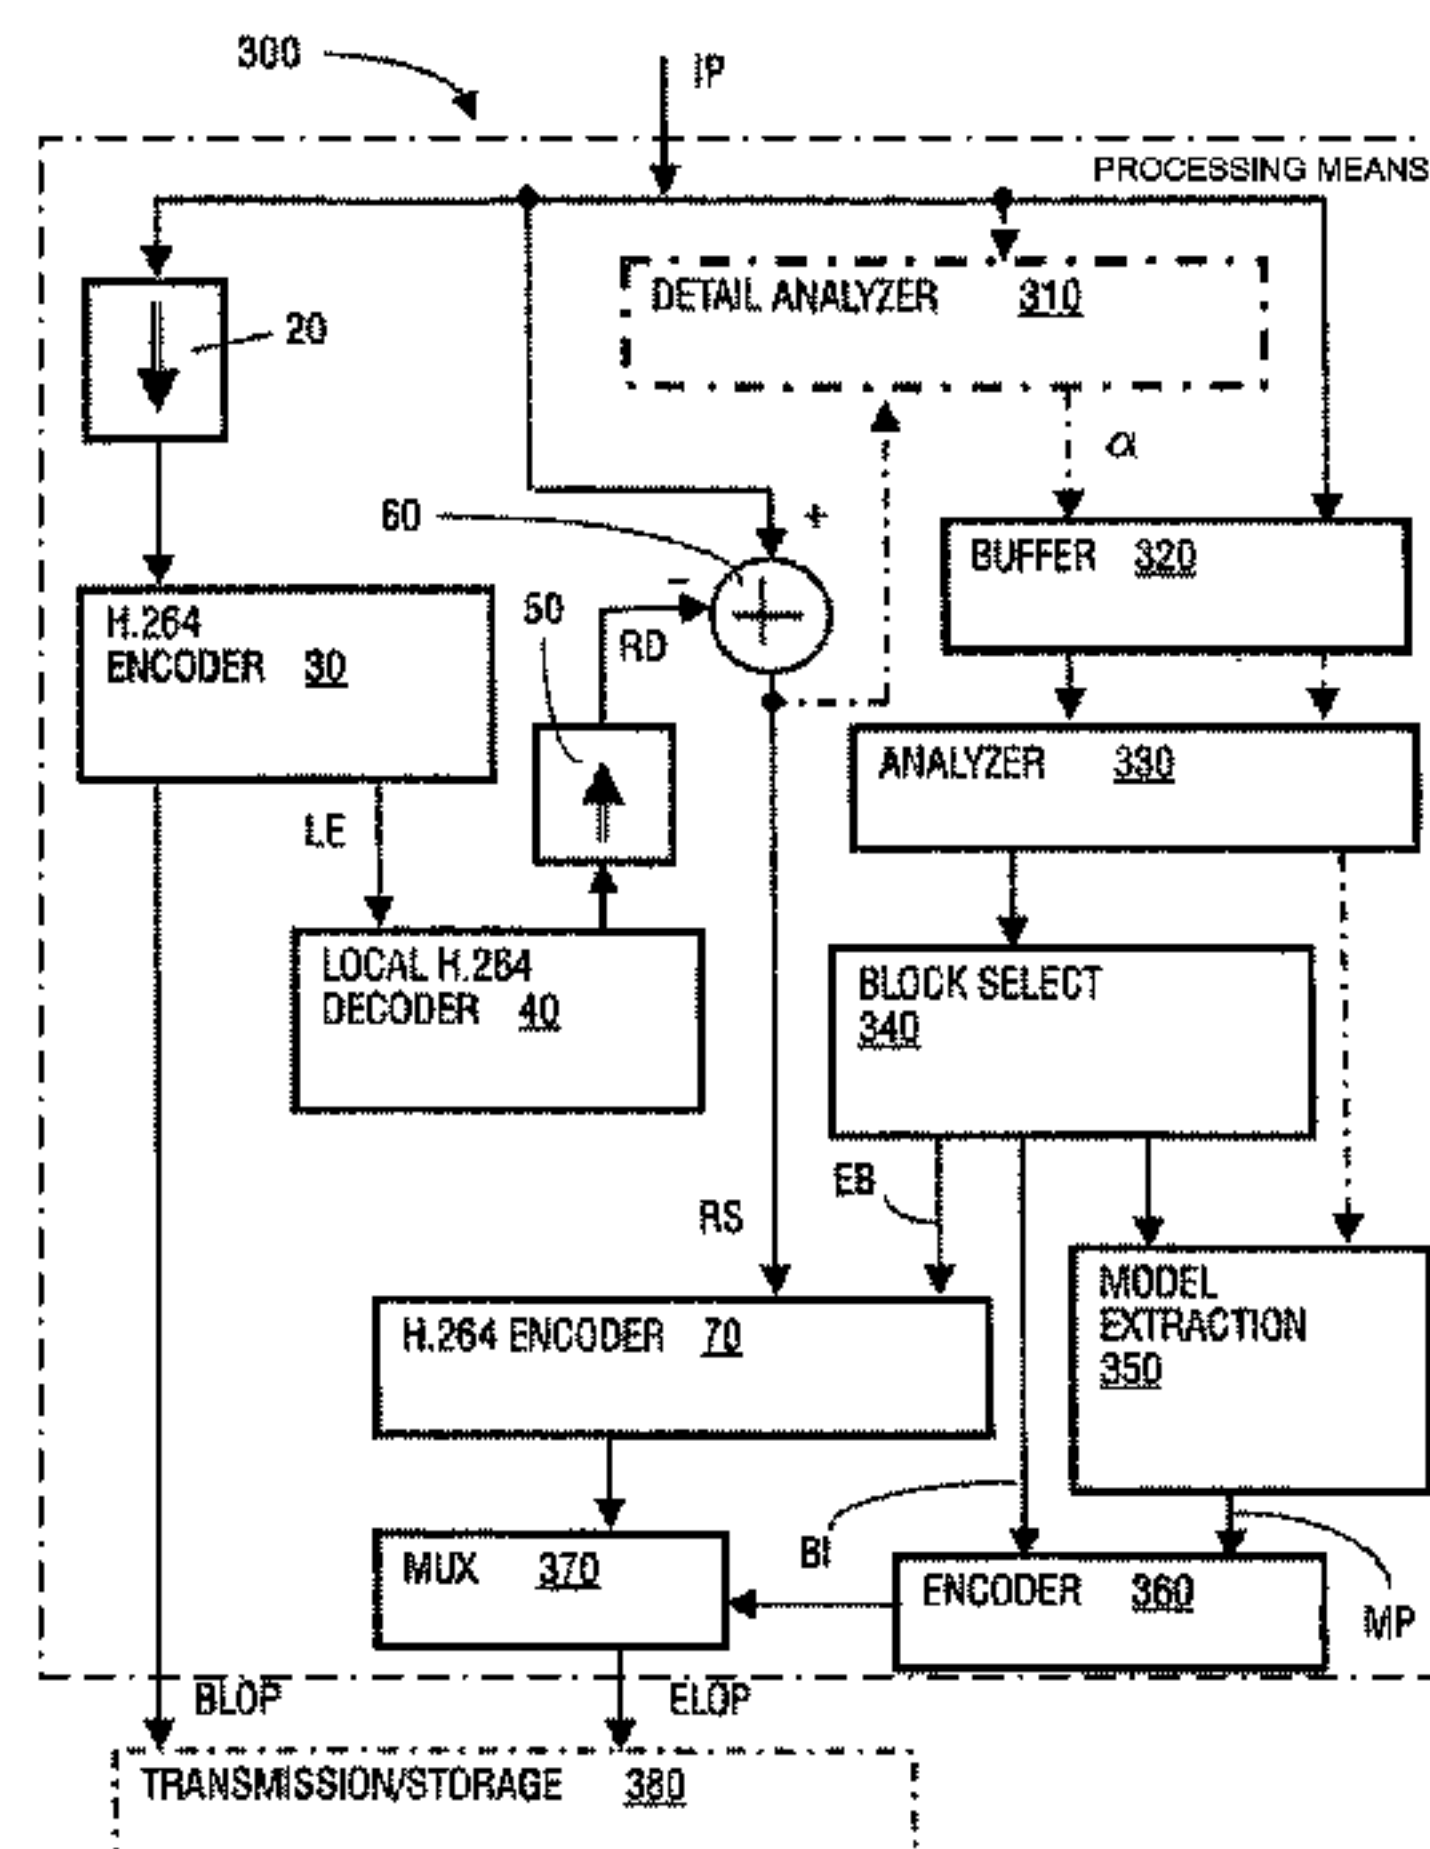 300
IP
PROCESSING MEANS
DETAIL ANALYZER 310
20
α
60
+
-
BUFFER 320
H.264
ENCODER 30
50
RD
ANALYZER 330
LE
LOCAL H.264
DECODER 40
BLOCK SELECT
340
EB
RS
MODEL
EXTRACTION
350
H.264 ENCODER 70
BI
MUX 370
ENCODER 360
MP
BLOP
ELOP
TRANSMISSION/STORAGE 380